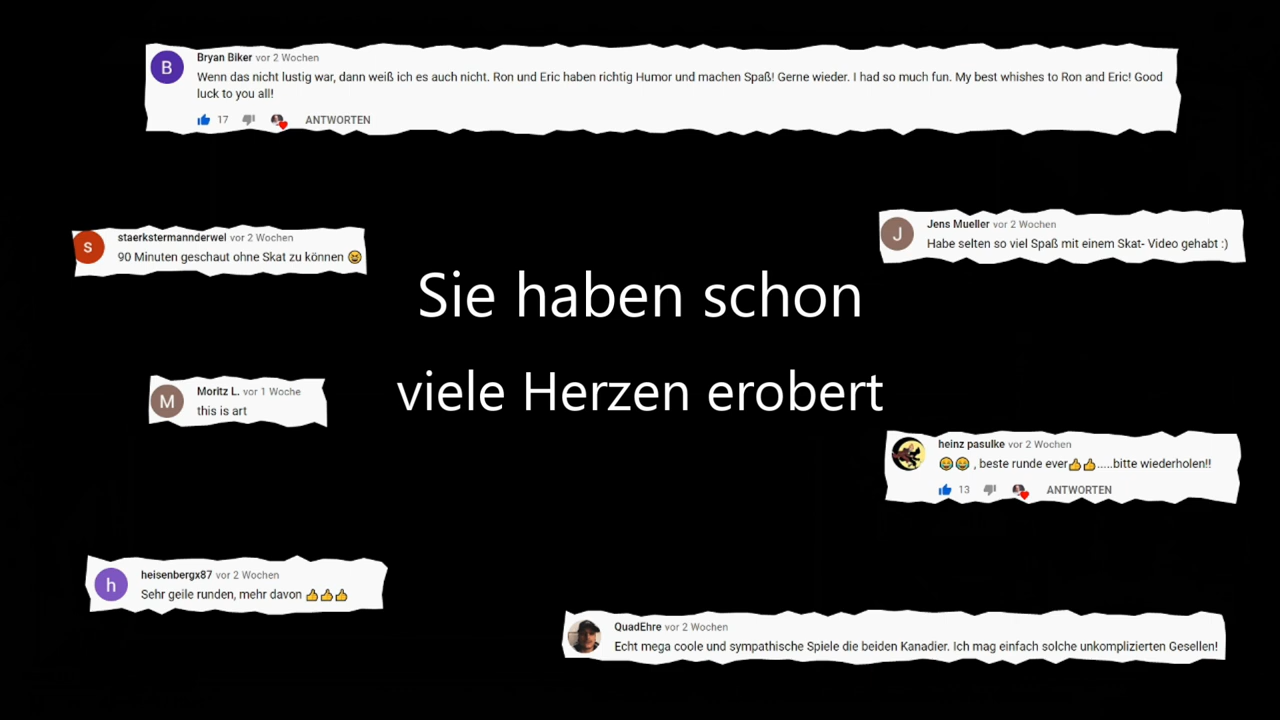 B
Bryan Biker vor 2 Wochen
Wenn das nicht lustig war, dann weiß ich es auch nicht. Ron und Eric haben richtig Humor und machen Spaß! Gerne wieder. I had so much fun. My best whishes to Ron and Eric! Good
luck to you all!
17 ANTWORTEN
J
Jens Mueller vor 2 Wochen
Habe selten so viel Spaß mit einem Skat- Video gehabt :)
s
staerkstermannderwel vor 2 Wochen
90 Minuten geschaut ohne Skat zu können 😆
Sie haben schon
viele Herzen erobert
M
Moritz L. vor 1 Woche
this is art
heinz pasulke vor 2 Wochen
😂😂 , beste runde ever👍👍.....bitte wiederholen!!
13 ANTWORTEN
h
heisenbergx87 vor 2 Wochen
Sehr geile runden, mehr davon 👍👍👍
QuadEhre vor 2 Wochen
Echt mega coole und sympathische Spiele die beiden Kanadier. Ich mag einfach solche unkomplizierten Gesellen!